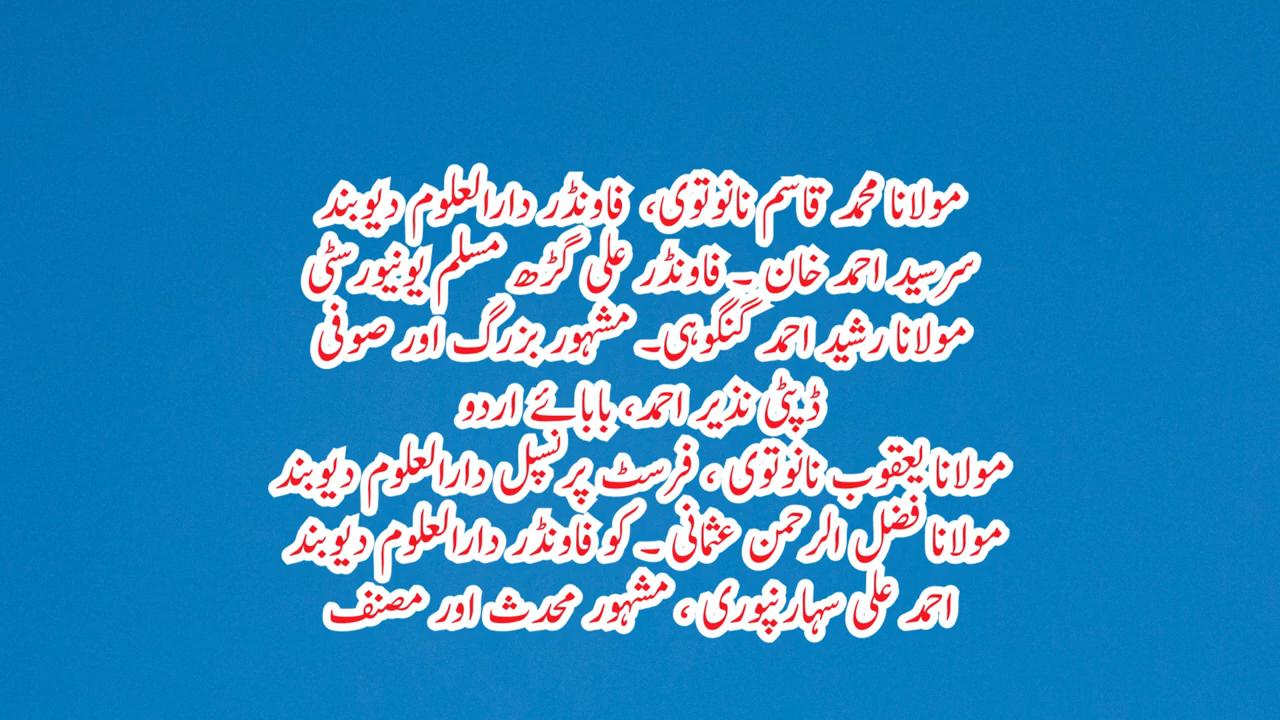 مولانا محمد قاسم نانوتوی، فاونڈر دارالعلوم دیوبند
سرسید احمد خان ۔ فاونڈر علی گڑھ مسلم یونیورسٹی
مولانا رشید احمد گنگوہی۔ مشہور بزرگ اور صوفی
ڈپٹی نذیر احمد، بابائے اردو
مولانا یعقوب نانوتوی ، فرسٹ پرنسپل دارالعلوم دیوبند
مولانا فضل الرحمن عثمانی ۔ کو فاونڈر دارالعلوم دیوبند
احمد علی سہارنپوری ، مشہور محدث اور مصنف